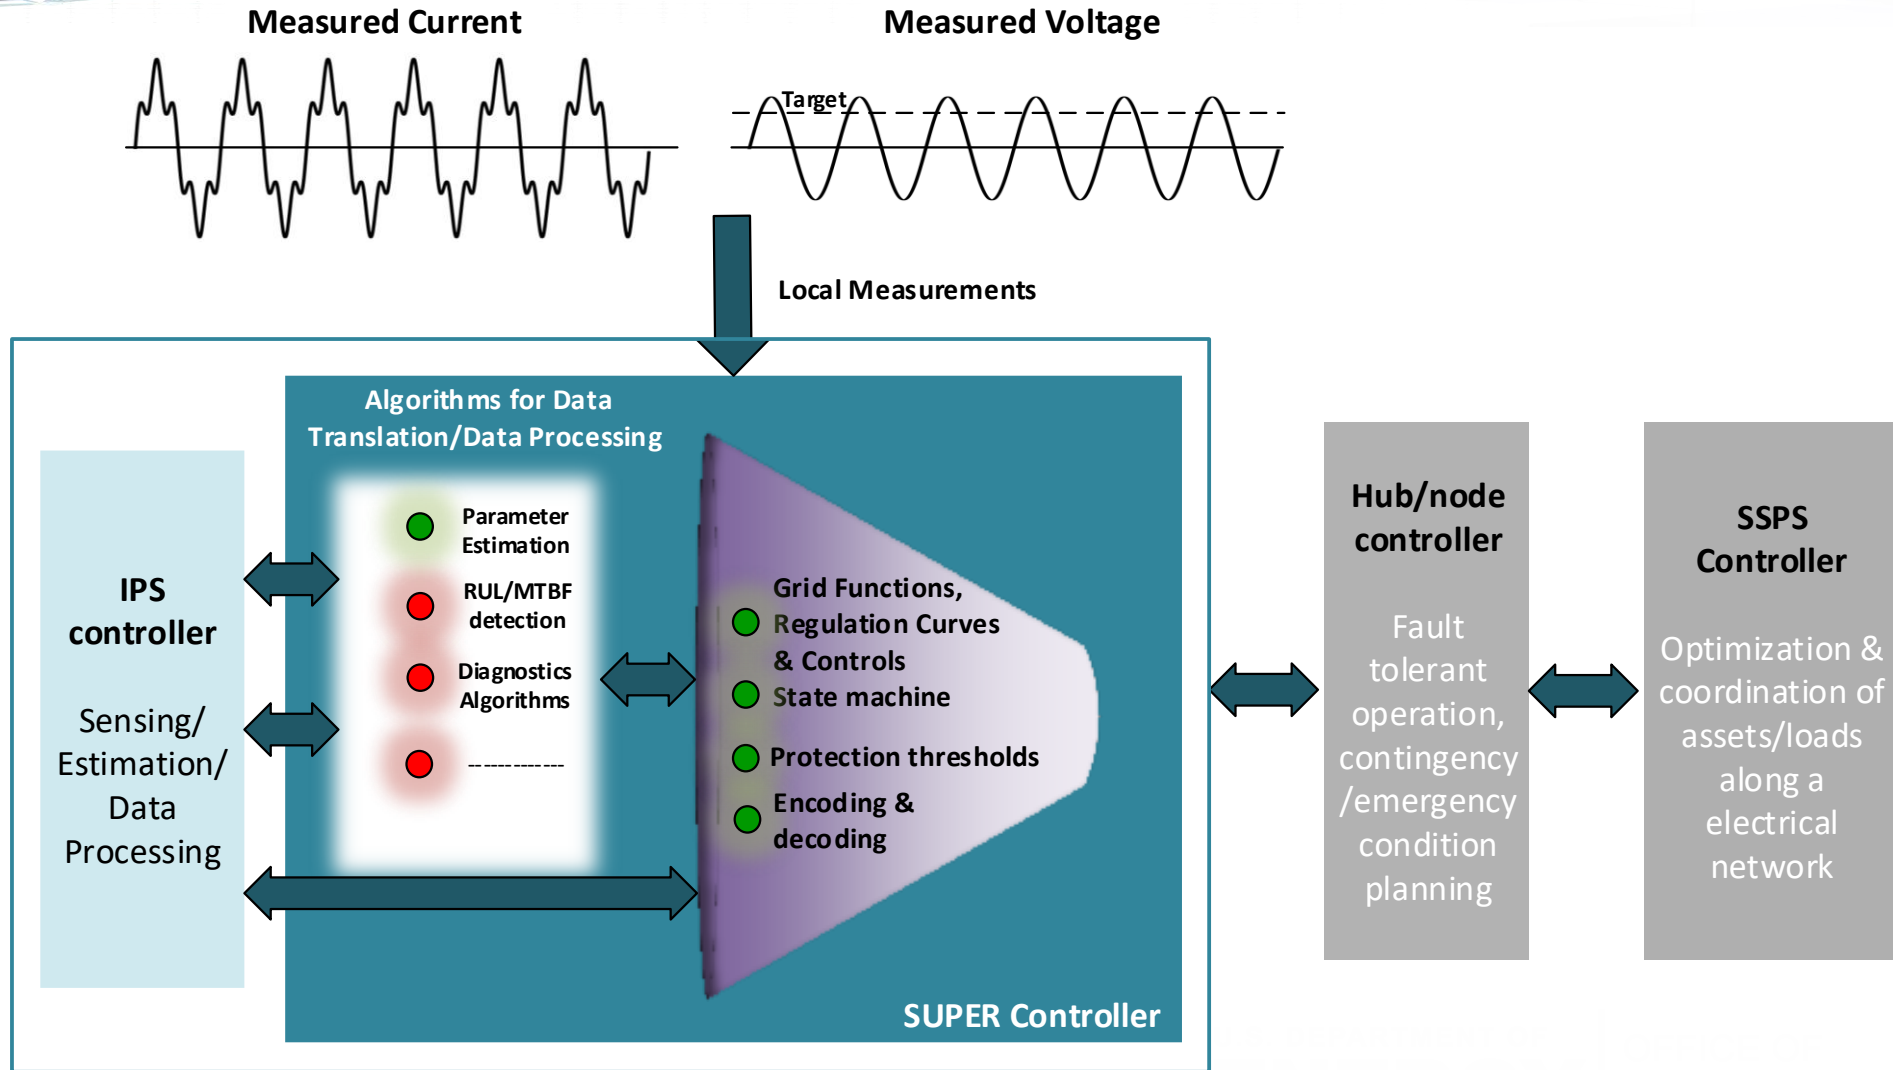 Measured Current
Measured Voltage
Target
Local Measurements
Algorithms for Data
Translation/Data Processing
IPS
controller
Sensing/
Estimation/
Data
Processing
Parameter
Estimation
RUL/MTBF
detection
Diagnostics
Algorithms
-------------
Grid Functions,
Regulation Curves
& Controls
State machine
Protection thresholds
Encoding &
decoding
SUPER Controller
Hub/node
controller
Fault
tolerant
operation,
contingency
/emergency
condition
planning
SSPS
Controller
Optimization &
coordination of
assets/loads
along a
electrical
network